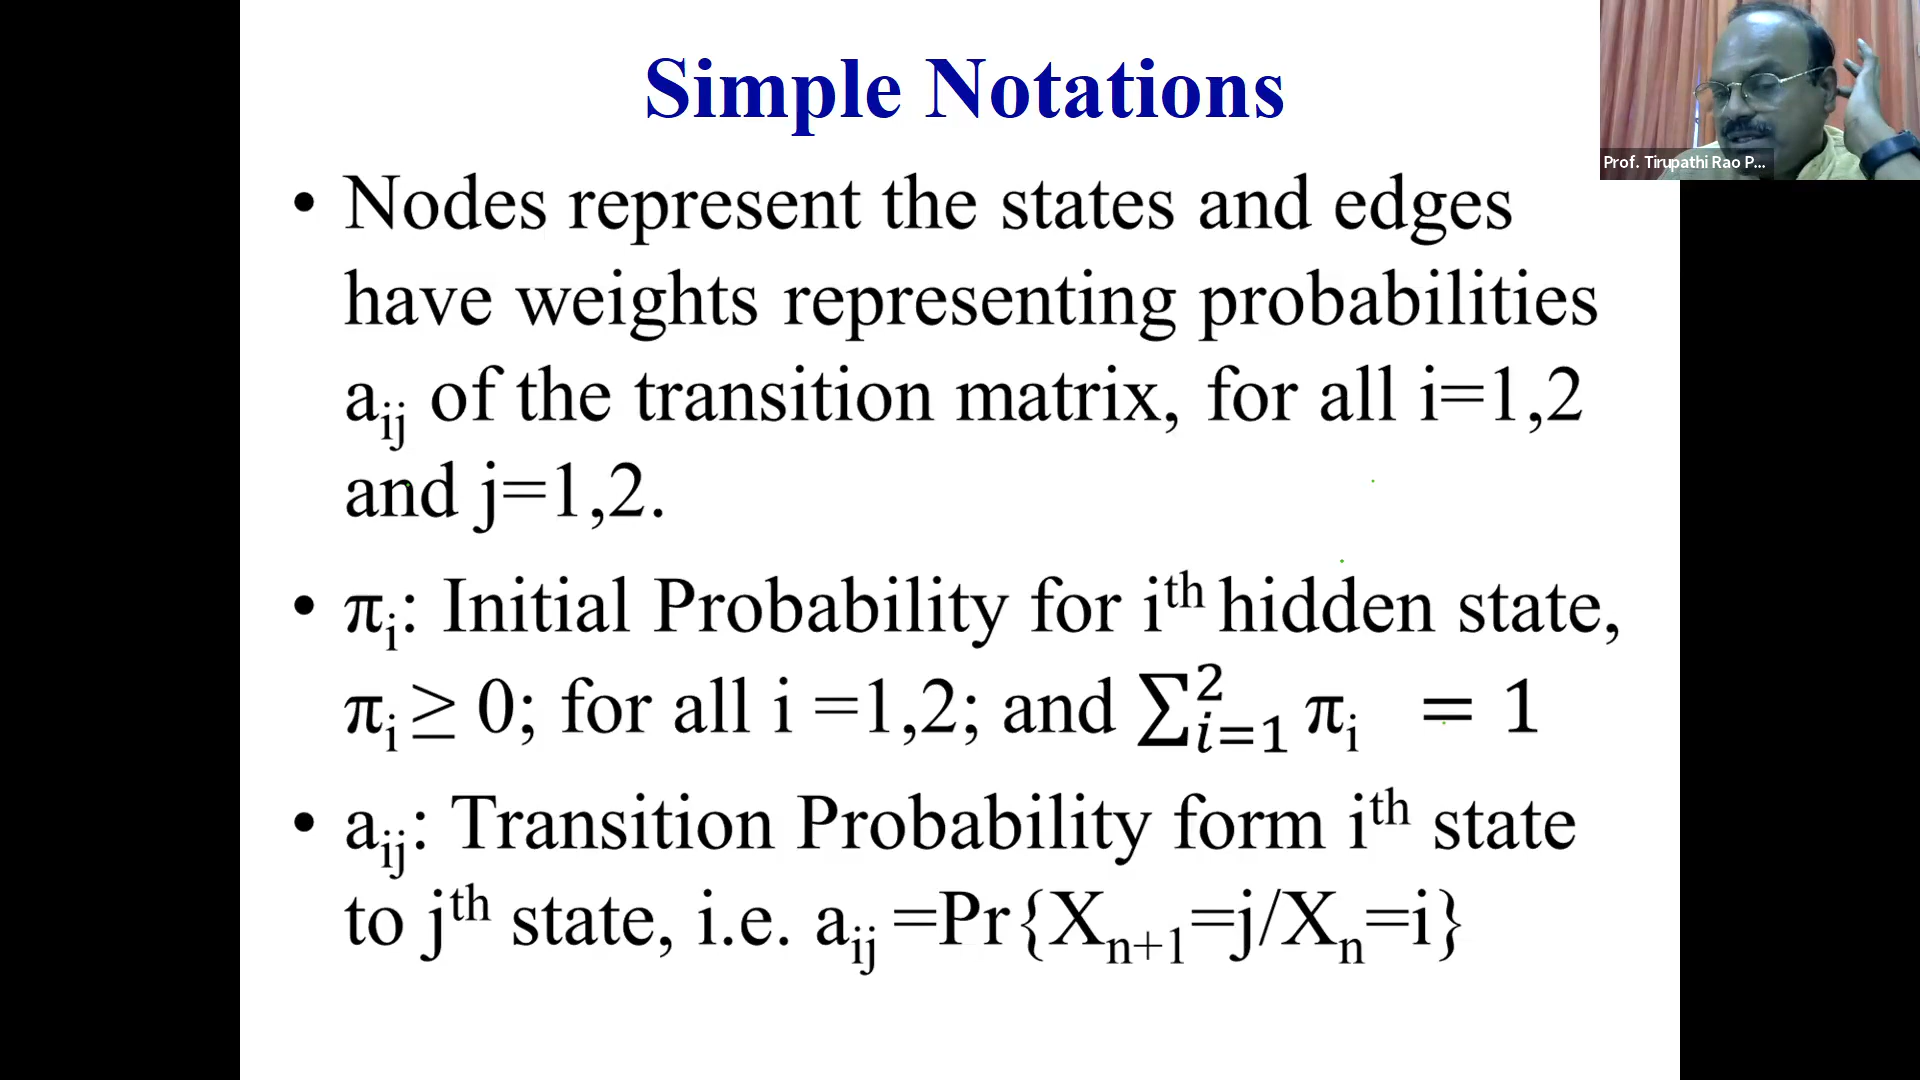 Simple Notations
Prof. Tirupathi Rao P...
• Nodes represent the states and edges
have weights representing probabilities
aᵢⱼ of the transition matrix, for all i=1,2
and j=1,2.
• πᵢ: Initial Probability for iᵗʰ hidden state,
πᵢ ≥ 0; for all i =1,2; and ∑²ᵢ₌₁ πᵢ = 1
• aᵢⱼ: Transition Probability form iᵗʰ state
to jᵗʰ state, i.e. aᵢⱼ =Pr{Xₙ₊₁=j/Xₙ=i}